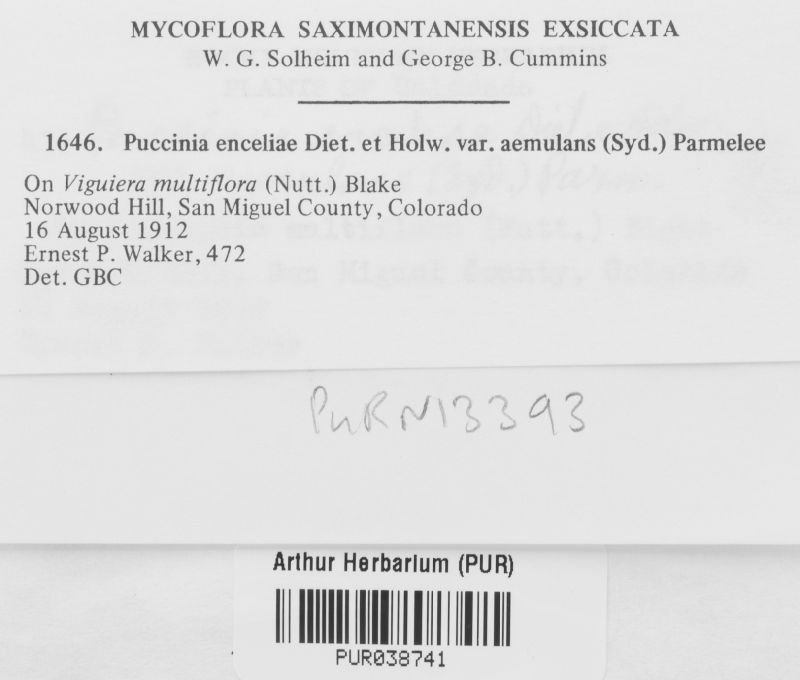 MYCOFLORA SAXIMONTANENSIS EXSICCATA
W. G. Solheim and George B. Cummins
1646. Puccinia enceliae Diet. et Holw. var. aemulans (Syd.) Parmelee
On Viguiera multiflora (Nutt.) Blake
Norwood Hill, San Miguel County, Colorado
16 August 1912
Ernest P. Walker, 472
Det. GBC
PURN13393
Arthur Herbarium (PUR)
PUR038741